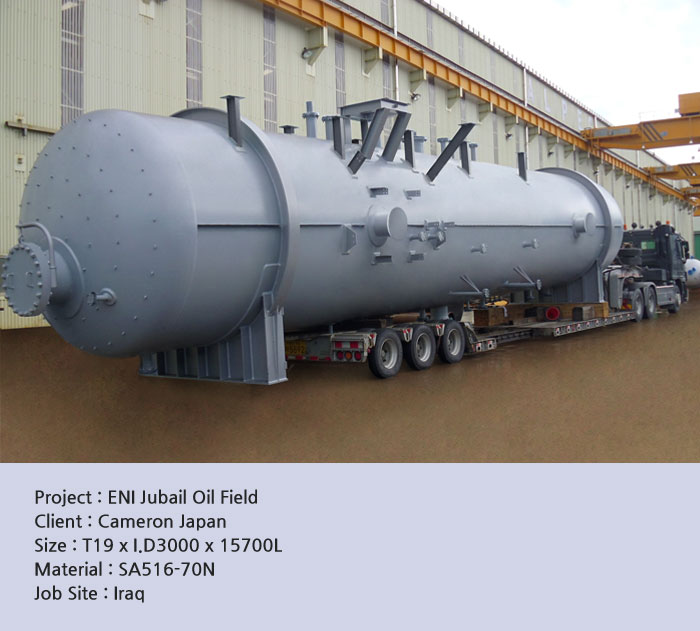 Project : ENI Jubail Oil Field
Client : Cameron Japan
Size : T19 x I.D3000 x 15700L
Material : SA516-70N
Job Site : Iraq